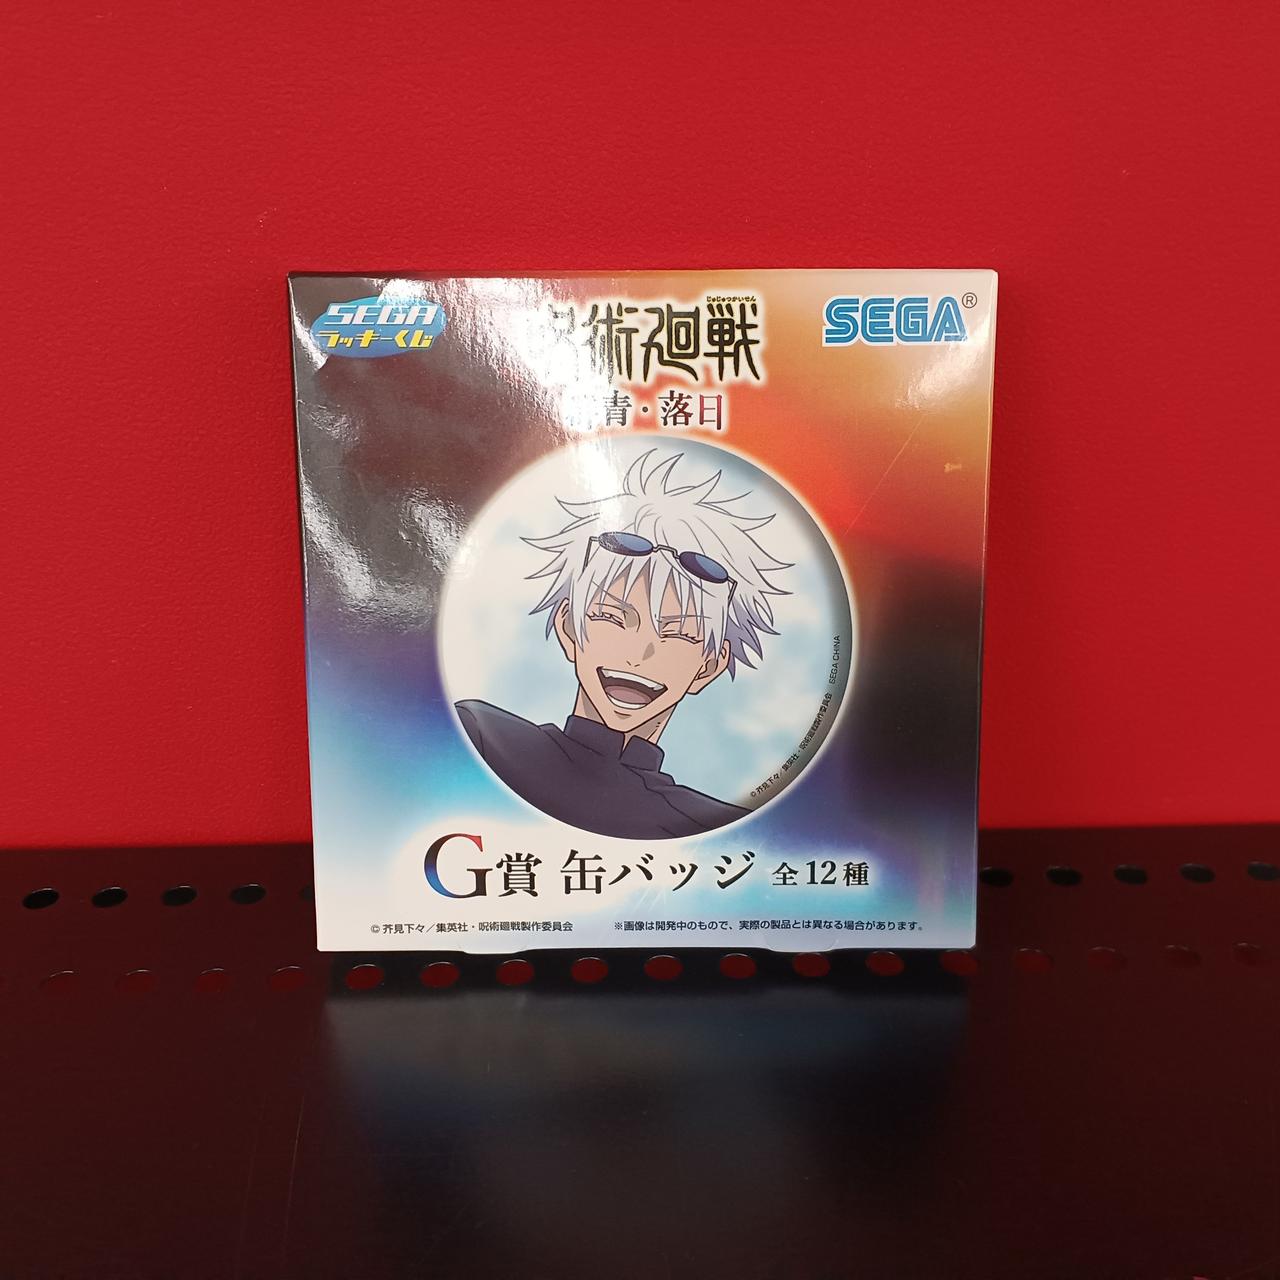 SEGA
ラッキーくじ
じゅじゅつかいせん
術廻戦
青・落日
SEGA®
©芥見下々／集英社・呪術廻戦製作委員会 SEGA CHINA
G賞 缶バッジ 全12種
©芥見下々／集英社・呪術廻戦製作委員会
※画像は開発中のもので、実際の製品とは異なる場合があります。